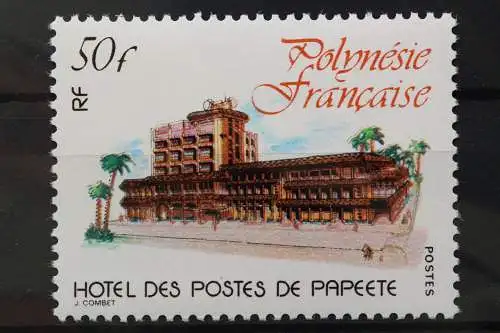 50f
Polynésie
Française
RF
POSTES
HOTEL DES POSTES DE PAPEETE
J. COMBET